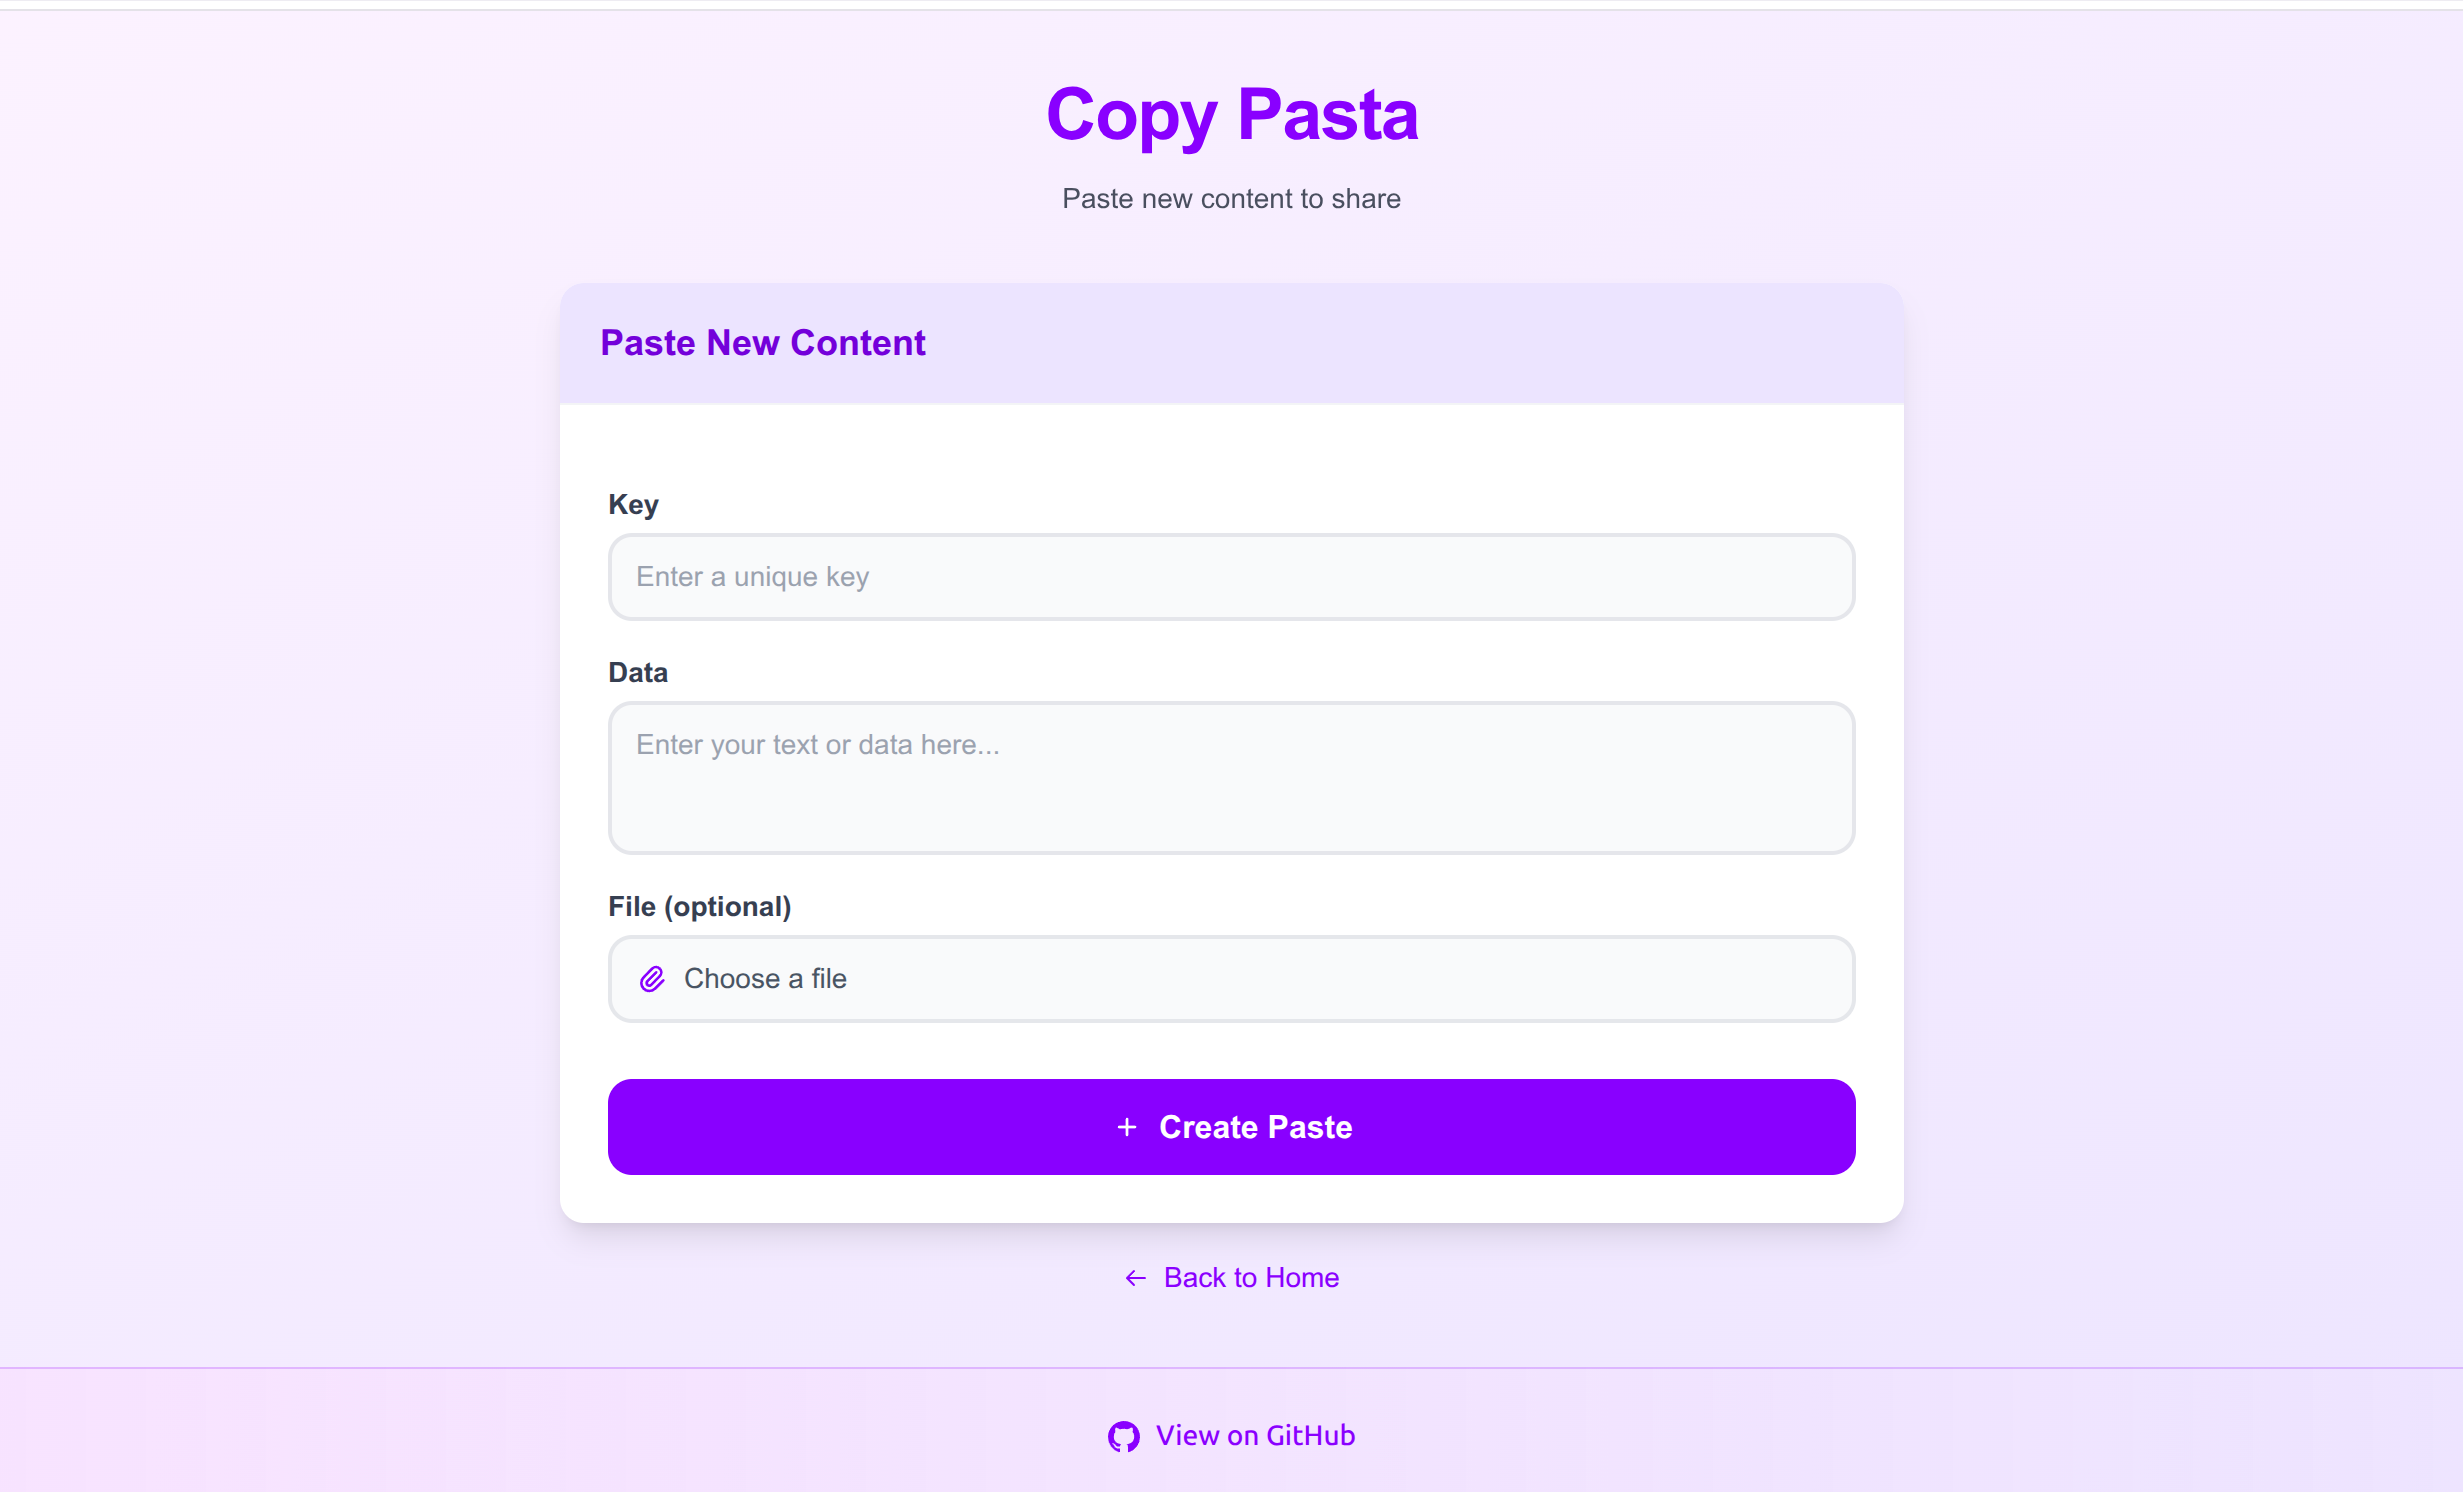 Copy Pasta
Paste new content to share
Paste New Content
Key
Enter a unique key
Data
Enter your text or data here...
File (optional)
Choose a file
+ Create Paste
← Back to Home
View on GitHub